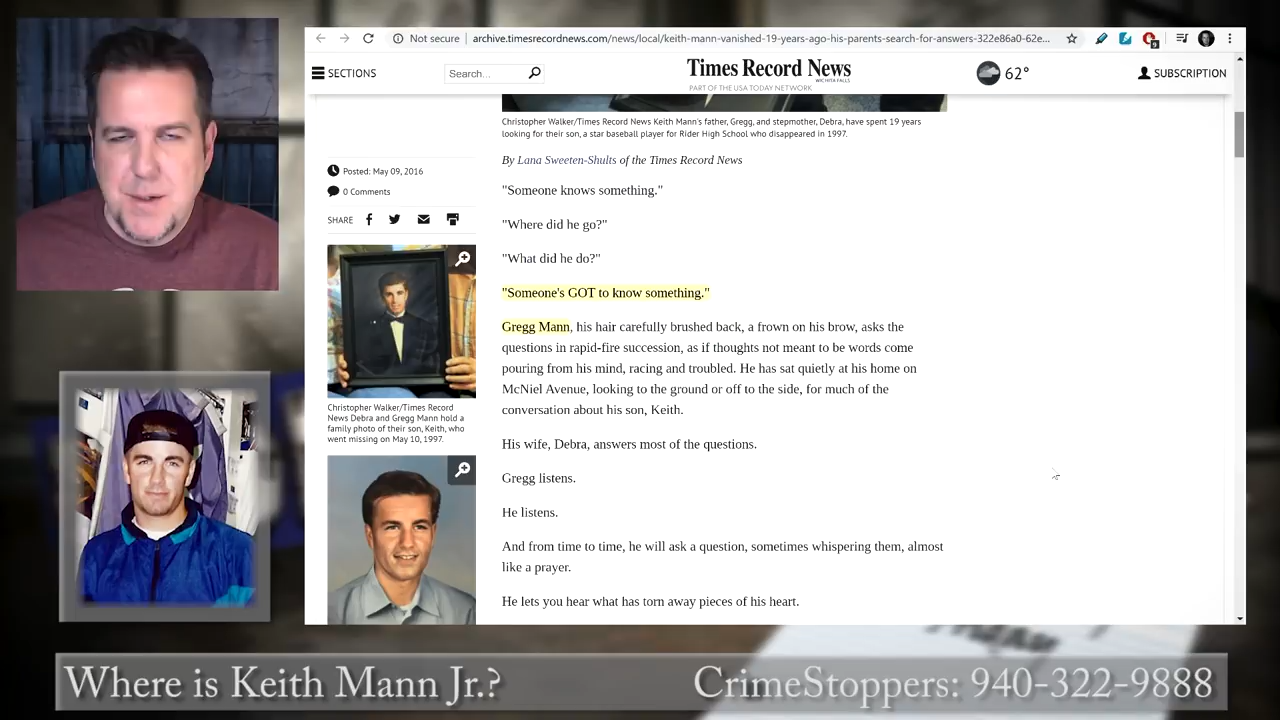 Not secure
archive.timesrecordnews.com/news/local/keith-mann-vanished-19-years-ago-his-parents-search-for-answers-322e86a0-62e...
9
SECTIONS
Search...
Times Record News
WICHITA FALLS
PART OF THE USA TODAY NETWORK
62°
SUBSCRIPTION
Christopher Walker/Times Record News Keith Mann's father, Gregg, and stepmother, Debra, have spent 19 years
looking for their son, a star baseball player for Rider High School who disappeared in 1997.
By Lana Sweeten-Shults of the Times Record News
Posted: May 09, 2016
0 Comments
SHARE
Christopher Walker/Times Record
News Debra and Gregg Mann hold a
family photo of their son, Keith, who
went missing on May 10, 1997.
"Someone knows something."
"Where did he go?"
"What did he do?"
"Someone's GOT to know something."
Gregg Mann, his hair carefully brushed back, a frown on his brow, asks the
questions in rapid-fire succession, as if thoughts not meant to be words come
pouring from his mind, racing and troubled. He has sat quietly at his home on
McNiel Avenue, looking to the ground or off to the side, for much of the
conversation about his son, Keith.
His wife, Debra, answers most of the questions.
Gregg listens.
He listens.
And from time to time, he will ask a question, sometimes whispering them, almost
like a prayer.
He lets you hear what has torn away pieces of his heart.
Where is Keith Mann Jr.?
CrimeStoppers: 940-322-9888